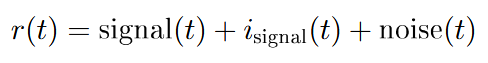 r(t) = signal(t) + i_signal(t) + noise(t)